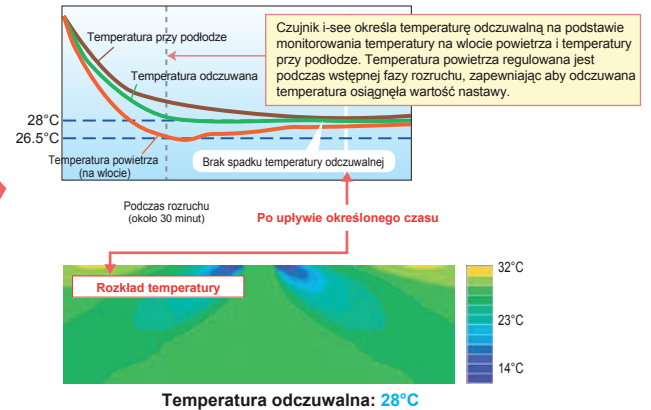 Czujnik i-see określa temperaturę odczuwalną na podstawie
monitorowania temperatury na wlocie powietrza i temperatury
przy podłodze. Temperatura powietrza regulowana jest
podczas wstępnej fazy rozruchu, zapewniając aby odczuwana
temperatura osiągnęła wartość nastawy.
Temperatura przy podłodze
Temperatura odczuwana
28°C
26.5°C
Temperatura powietrza
(na wlocie)
Brak spadku temperatury odczuwalnej
Podczas rozruchu
(około 30 minut)
Po upływie określonego czasu
Rozkład temperatury
32°C
23°C
14°C
Temperatura odczuwalna: 28°C